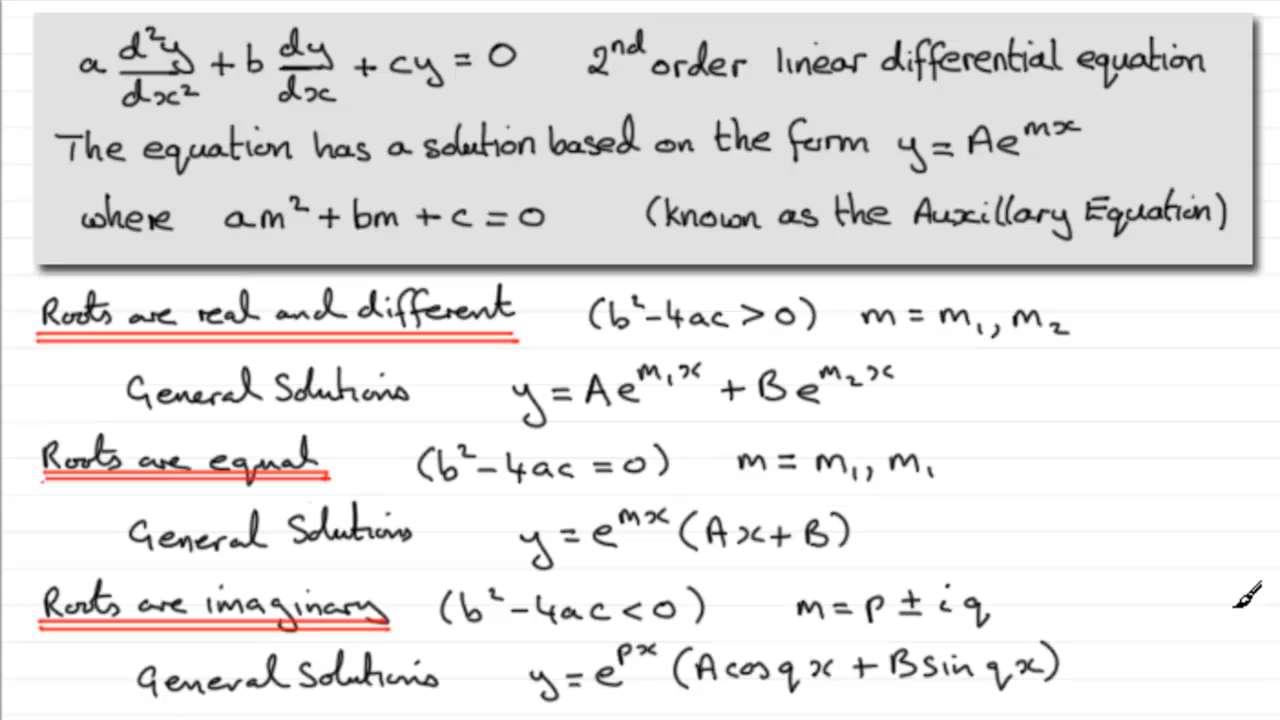 a d²y/dx² + b dy/dx + cy = 0 2nd order linear differential equation
The equation has a solution based on the form y = Ae^mx
where am² + bm + c = 0 (known as the Auxillary Equation)
Roots are real and different (b² - 4ac > 0) m = m₁, m₂
General Solutions y = Ae^m₁x + Be^m₂x
Roots are equal (b² - 4ac = 0) m = m₁, m₁
General Solutions y = e^mx (Ax + B)
Roots are imaginary (b² - 4ac < 0) m = p ± iq
General Solutions y = e^px (A cos qx + B sin qx)